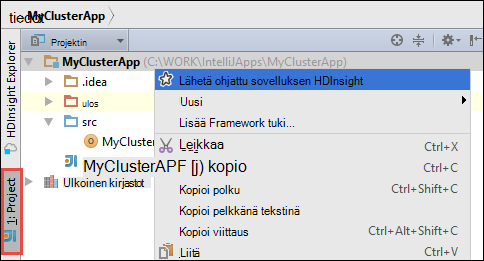 tiedot MyClusterApp
Projektin
MyClusterApp (C:\WORK\IntelliJApps\MyClusterApp)
.idea
ulos
src
MyCluster
MyClusterAPF [j) kopio
Ulkoinen kirjastot
HDInsight Explorer
1: Project
Lähetä ohjattu sovelluksen HDInsight
Uusi
Lisää Framework tuki...
Leikkaa Ctrl+X
Ctrl+C
Kopioi polku Ctrl+Shift+C
Kopioi pelkkänä tekstinä
Kopioi viittaus Ctrl+Alt+Shift+C
Liitä Ctrl+V